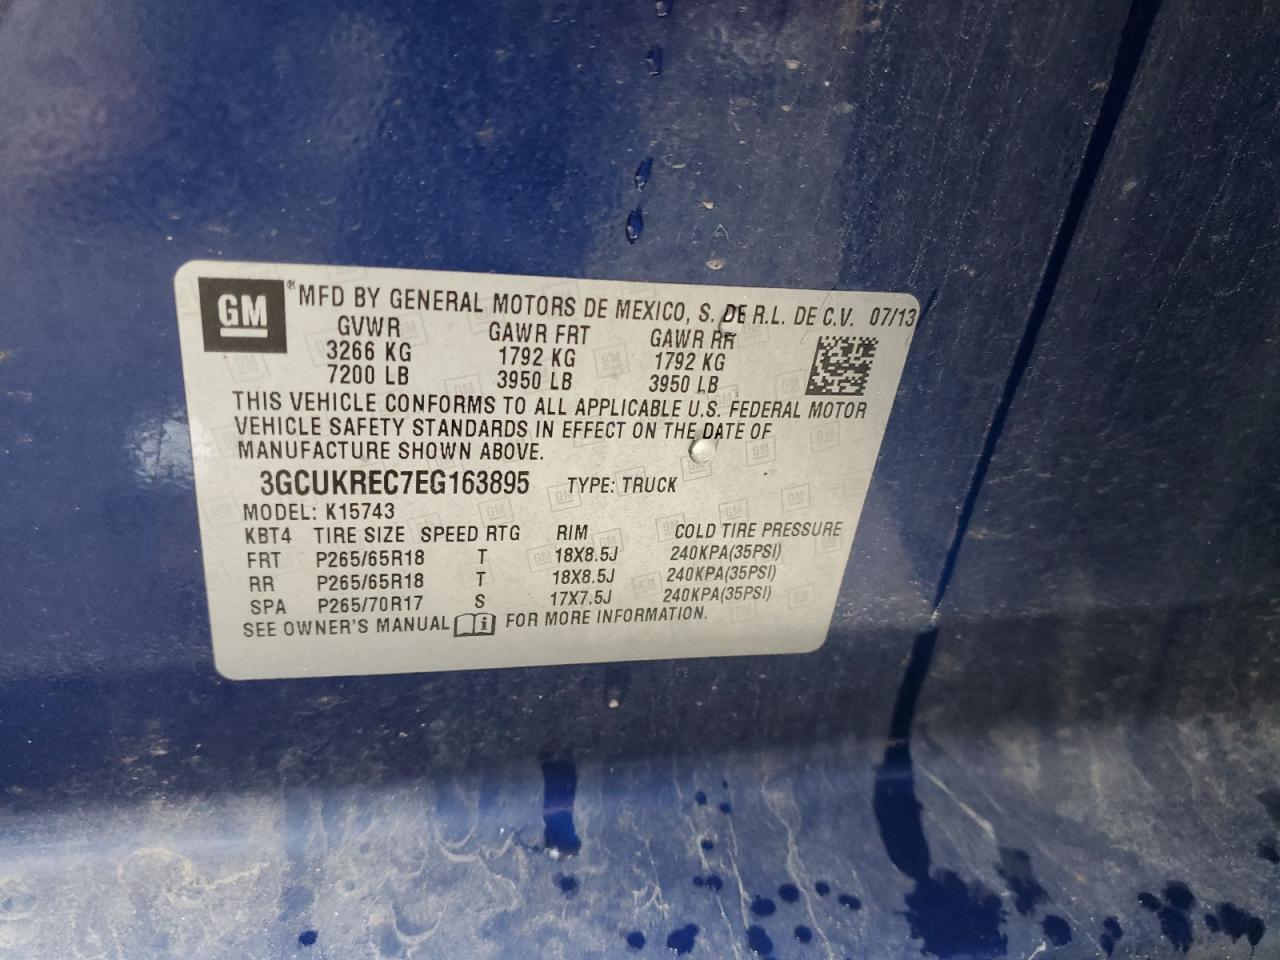 GM ® MFD BY GENERAL MOTORS DE MEXICO, S. DE R.L. DE C.V. 07/13
GVWR GAWR FRT GAWR RR
3266 KG 1792 KG 1792 KG
7200 LB 3950 LB 3950 LB
THIS VEHICLE CONFORMS TO ALL APPLICABLE U.S. FEDERAL MOTOR
VEHICLE SAFETY STANDARDS IN EFFECT ON THE DATE OF
MANUFACTURE SHOWN ABOVE.
3GCUKREC7EG163895 TYPE: TRUCK
MODEL: K15743
KBT4 TIRE SIZE SPEED RTG RIM COLD TIRE PRESSURE
FRT P265/65R18 T 18X8.5J 240KPA(35PSI)
RR P265/65R18 T 18X8.5J 240KPA(35PSI)
SPA P265/70R17 S 17X7.5J 240KPA(35PSI)
SEE OWNER'S MANUAL i FOR MORE INFORMATION.